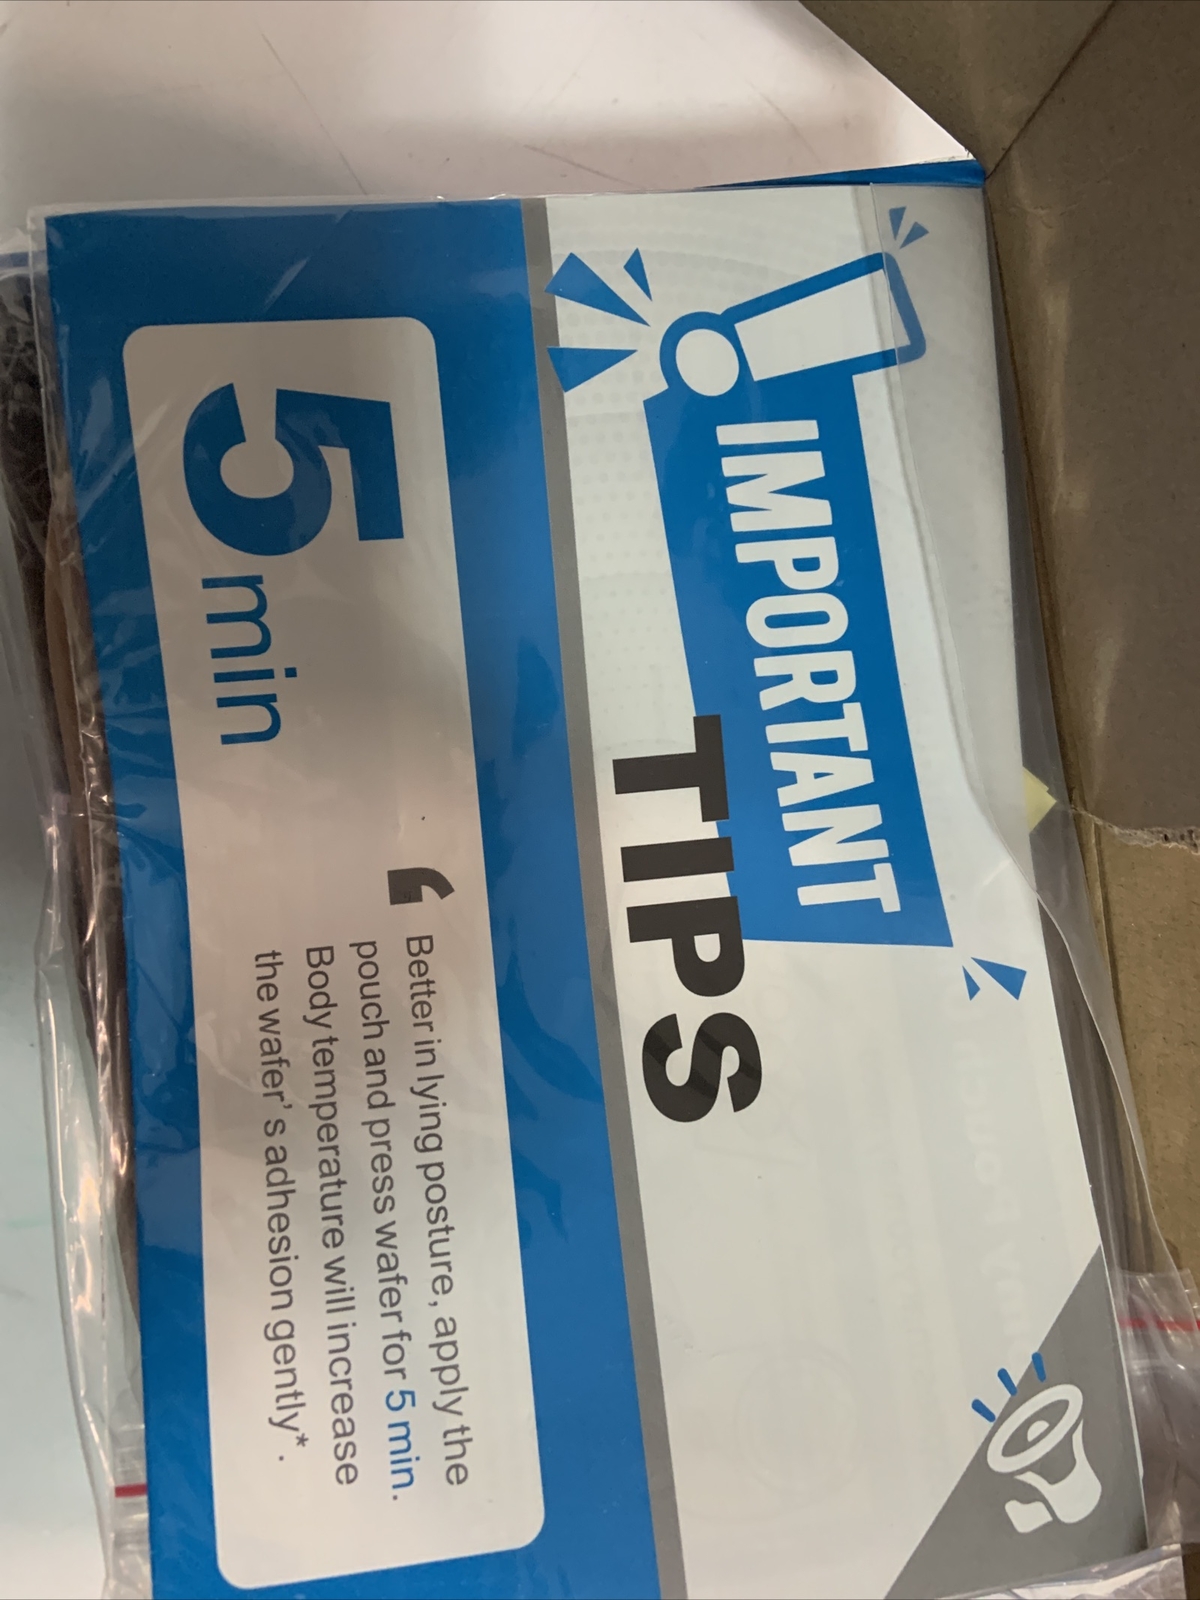 IMPORTANT
TIPS
5 min
‘ Better in lying posture, apply the
pouch and press wafer for 5 min.
Body temperature will increase
the wafer’ s adhesion gently* .